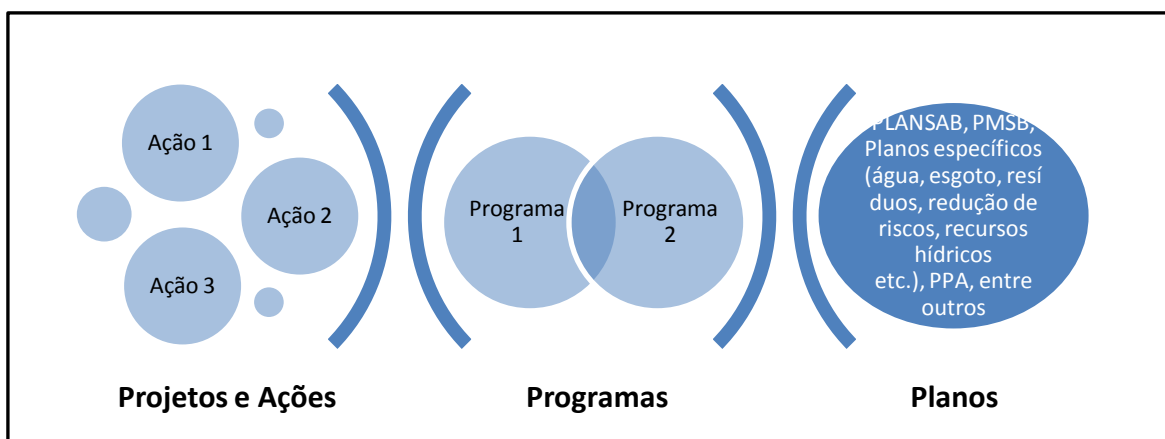 Ação 1
Ação 2
Ação 3
Programa
1
Programa
2
PLANSAB, PMSB,
Planos específicos
(água, esgoto, resí
duos, redução de
riscos, recursos
hídricos
etc.), PPA, entre
outros
Projetos e Ações
Programas
Planos